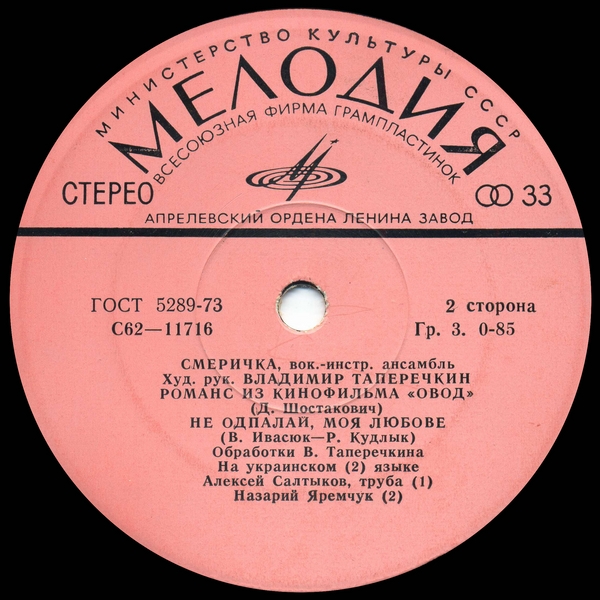 МИНИСТЕРСТВО КУЛЬТУРЫ СССР
МЕЛОДИЯ
ВСЕСОЮЗНАЯ ФИРМА ГРАМПЛАСТИНОК
СТЕРЕО
33
АПРЕЛЕВСКИЙ ОРДЕНА ЛЕНИНА ЗАВОД
ГОСТ 5289-73
2 сторона
С62—11716
Гр. 3. 0-85
СМЕРИЧКА, вок.-инстр. ансамбль
Худ. рук. ВЛАДИМИР ТАПЕРЕЧКИН
РОМАНС ИЗ КИНОФИЛЬМА «ОВОД»
(Д. Шостакович)
НЕ ОДПАЛАЙ, МОЯ ЛЮБОВЕ
(В. Ивасюк—Р. Кудлык)
Обработки В. Таперечкина
На украинском (2) языке
Алексей Салтыков, труба (1)
Назарий Яремчук (2)